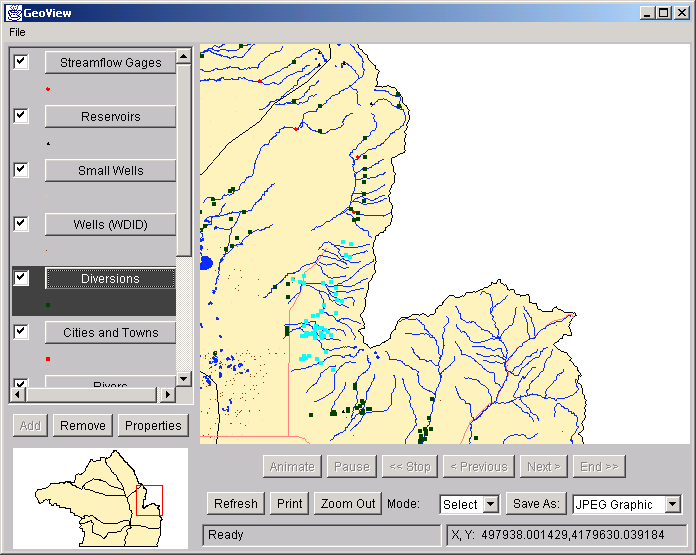 GeoView
File
Streamflow Gages
Reservoirs
Small Wells
Wells (WDID)
Diversions
Cities and Towns
Rivers
Add Remove Properties
Animate Pause << Stop < Previous Next > End >>
Refresh Print Zoom Out Mode: Select Save As: JPEG Graphic
Ready X, Y: 497938.001429,4179630.039184